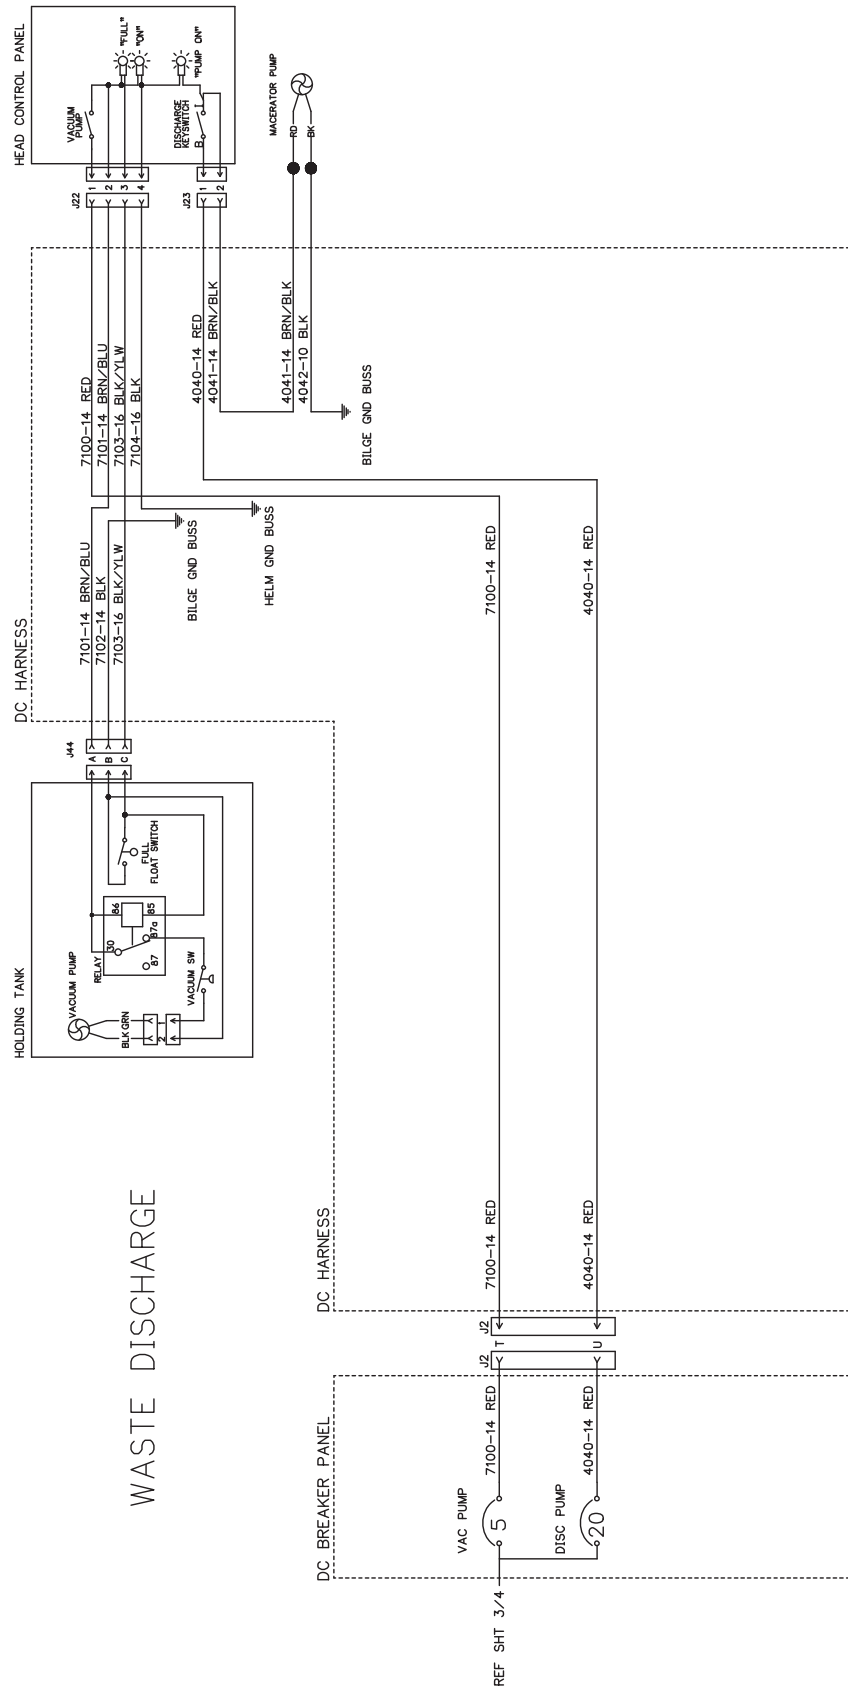 WASTE DISCHARGE
HEAD CONTROL PANEL
"FULL"
"ON"
"PUMP ON"
VACUUM
PUMP
DISCHARGE
KEYSWITCH
B
I
J22
1
2
3
4
J23
1
2
MACERATOR PUMP
RD
BK
DC HARNESS
7100-14 RED
7101-14 BRN/BLU
7103-16 BLK/YLW
7104-16 BLK
4040-14 RED
4041-14 BRN/BLK
4041-14 BRN/BLK
4042-10 BLK
BILGE GND BUSS
7101-14 BRN/BLU
7102-14 BLK
7103-16 BLK/YLW
BILGE GND BUSS
HELM GND BUSS
7100-14 RED
4040-14 RED
J44
A
B
C
HOLDING TANK
VACUUM PUMP
RELAY
30
86
85
87a
87
FULL
FLOAT SWITCH
VACUUM SW
BLK
GRN
2
1
DC HARNESS
7100-14 RED
4040-14 RED
J2
J2
T
U
DC BREAKER PANEL
7100-14 RED
4040-14 RED
VAC PUMP
5
DISC PUMP
20
REF SHT 3/4